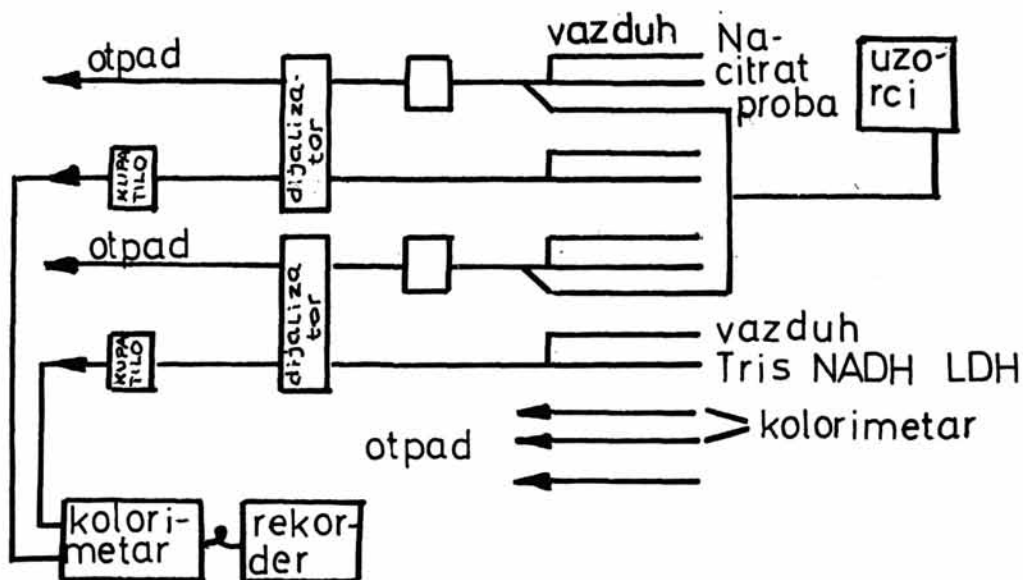 otpad
vazduh
Na-
citrat
proba
uzo-
rci
dijaliza-
tor
KUPA
TILO
otpad
dijaliza
tor
KUPA
TILO
vazduh
Tris NADH LDH
otpad
kolorimetar
kolori-
metar
rekor-
der